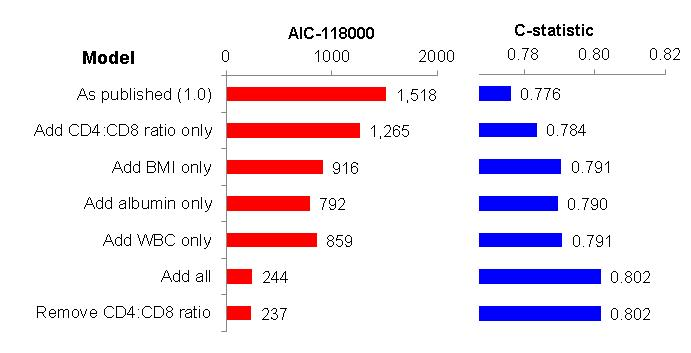 AIC-118000 C-statistic
Model 0 1000 2000 0.78 0.80 0.82
As published (1.0) 1,518 0.776
Add CD4:CD8 ratio only 1,265 0.784
Add BMI only 916 0.791
Add albumin only 792 0.790
Add WBC only 859 0.791
Add all 244 0.802
Remove CD4:CD8 ratio 237 0.802